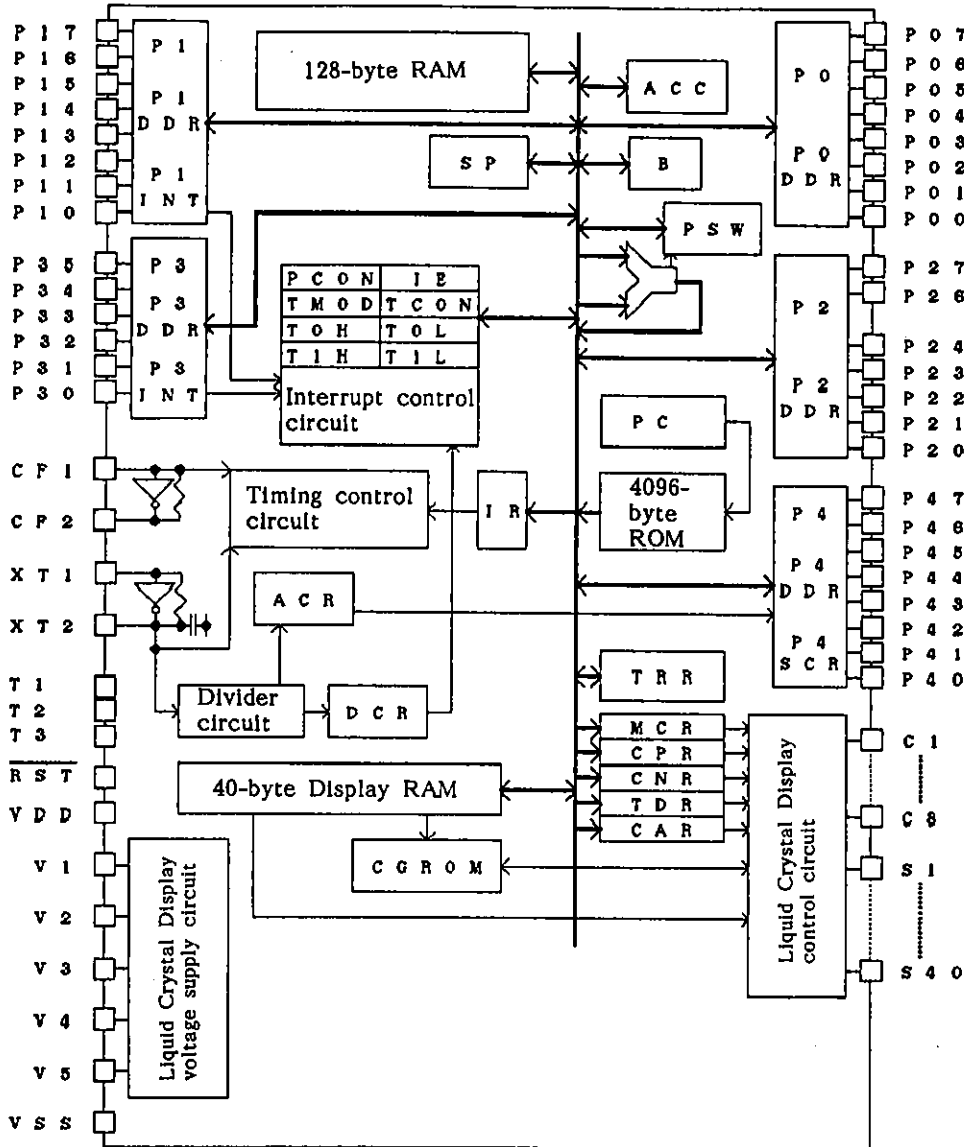 P17
P16
P15
P14
P13
P12
P11
P10
P1
P1
DDR
P1
INT
P35
P34
P33
P32
P31
P30
P3
P3
DDR
P3
INT
128-byte RAM
SP
ACC
B
PSW
PCON IE
TMOD TCON
T0H T0L
T1H T1L
Interrupt control
circuit
P0
P0
DDR
P07
P06
P05
P04
P03
P02
P01
P00
P2
P2
DDR
P27
P26
P24
P23
P22
P21
P20
CF1
CF2
XT1
XT2
T1
T2
T3
RST
VDD
V1
V2
V3
V4
V5
VSS
Timing control
circuit
IR
PC
4096-
byte
ROM
ACR
Divider
circuit
DCR
P4
P4
DDR
P4
SCR
P47
P46
P45
P44
P43
P42
P41
P40
TRR
MCR
CPR
CNR
TDR
CAR
40-byte Display RAM
CGROM
Liquid Crystal Display
control circuit
C1
C8
S1
S40
Liquid Crystal Display
voltage supply circuit